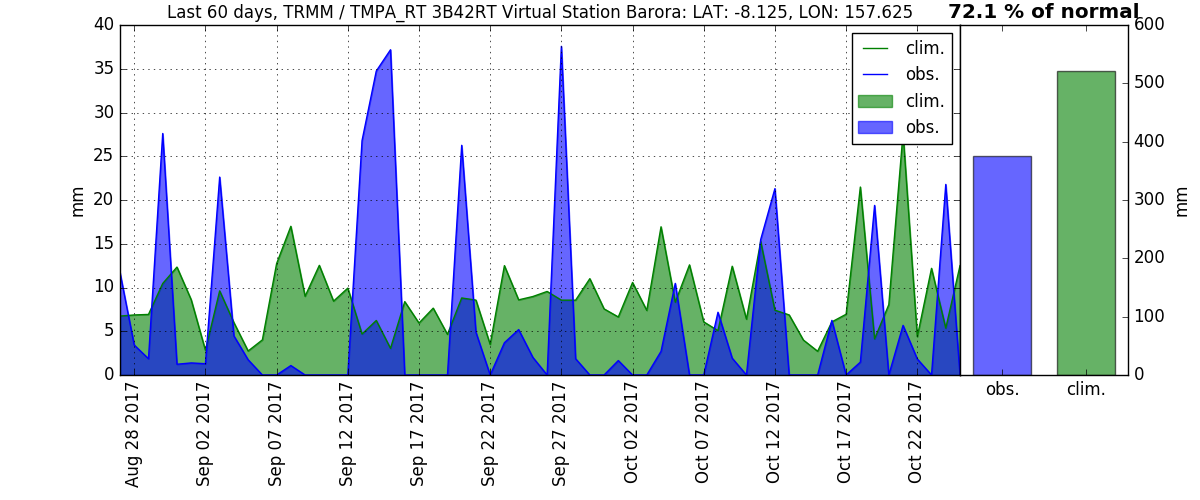 Last 60 days, TRMM / TMPA_RT 3B42RT Virtual Station Barora: LAT: -8.125, LON: 157.625
72.1 % of normal
40
35
30
25
20
15
10
5
0
mm
clim.
obs.
clim.
obs.
600
500
400
300
200
100
0
mm
Aug 28 2017
Sep 02 2017
Sep 07 2017
Sep 12 2017
Sep 17 2017
Sep 22 2017
Sep 27 2017
Oct 02 2017
Oct 07 2017
Oct 12 2017
Oct 17 2017
Oct 22 2017
obs.
clim.